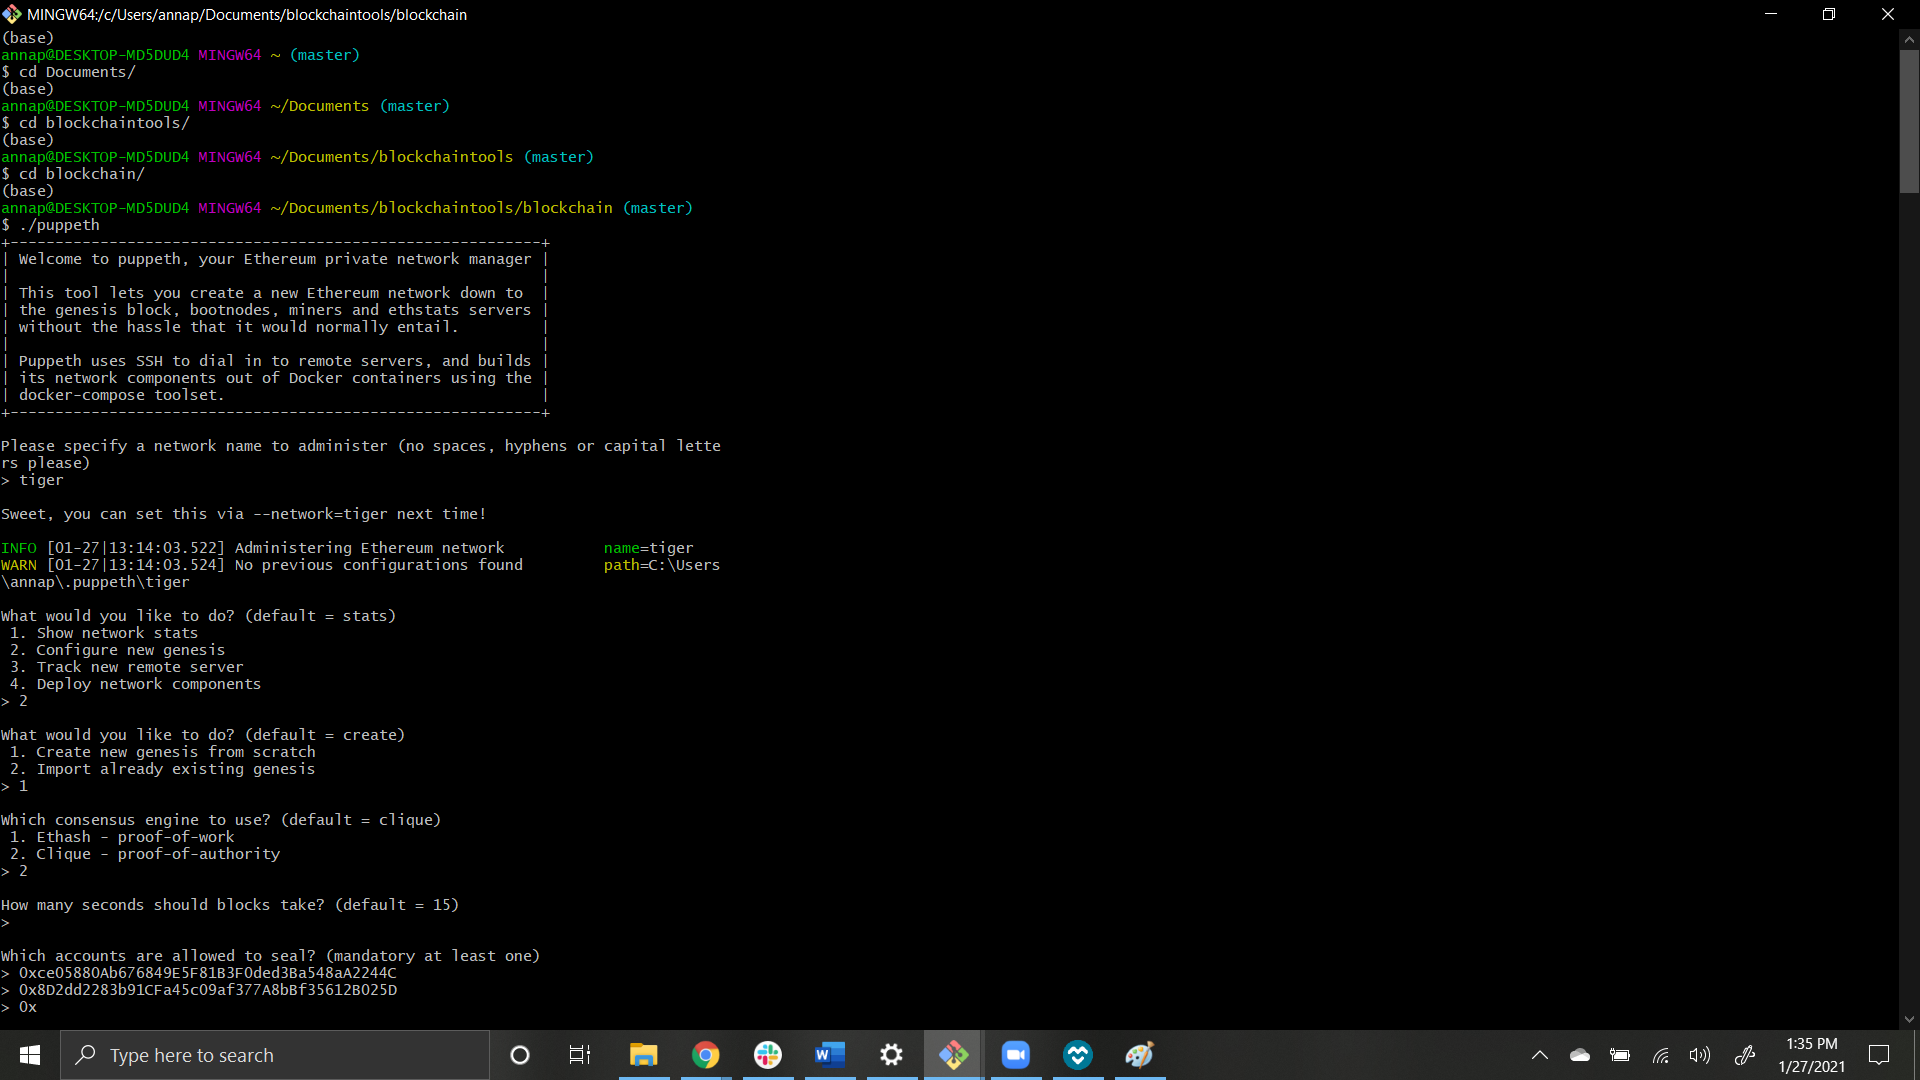 MINGW64:/c/Users/annap/Documents/blockchaintools/blockchain
(base)
annap@DESKTOP-MD5DUD4 MINGW64 ~ (master)
$ cd Documents/
(base)
annap@DESKTOP-MD5DUD4 MINGW64 ~/Documents (master)
$ cd blockchaintools/
(base)
annap@DESKTOP-MD5DUD4 MINGW64 ~/Documents/blockchaintools (master)
$ cd blockchain/
(base)
annap@DESKTOP-MD5DUD4 MINGW64 ~/Documents/blockchaintools/blockchain (master)
$ ./puppeth
+-----------------------------------------------------------+
| Welcome to puppeth, your Ethereum private network manager |
|                                                           |
| This tool lets you create a new Ethereum network down to  |
| the genesis block, bootnodes, miners and ethstats servers |
| without the hassle that it would normally entail.         |
|                                                           |
| Puppeth uses SSH to dial in to remote servers, and builds |
| its network components out of Docker containers using the |
| docker-compose toolset.                                   |
+-----------------------------------------------------------+
Please specify a network name to administer (no spaces, hyphens or capital lette
rs please)
> tiger
Sweet, you can set this via --network=tiger next time!
INFO [01-27|13:14:03.522] Administering Ethereum network           name=tiger
WARN [01-27|13:14:03.524] No previous configurations found         path=C:\Users
\annap\.puppeth\tiger
What would you like to do? (default = stats)
 1. Show network stats
 2. Configure new genesis
 3. Track new remote server
 4. Deploy network components
> 2
What would you like to do? (default = create)
 1. Create new genesis from scratch
 2. Import already existing genesis
> 1
Which consensus engine to use? (default = clique)
 1. Ethash - proof-of-work
 2. Clique - proof-of-authority
> 2
How many seconds should blocks take? (default = 15)
>
Which accounts are allowed to seal? (mandatory at least one)
> 0xce05880Ab676849E5F81B3F0ded3Ba548aA2244C
> 0x8D2dd2283b91CFa45c09af377A8bBf35612B025D
> 0x
Type here to search
1:35 PM
1/27/2021